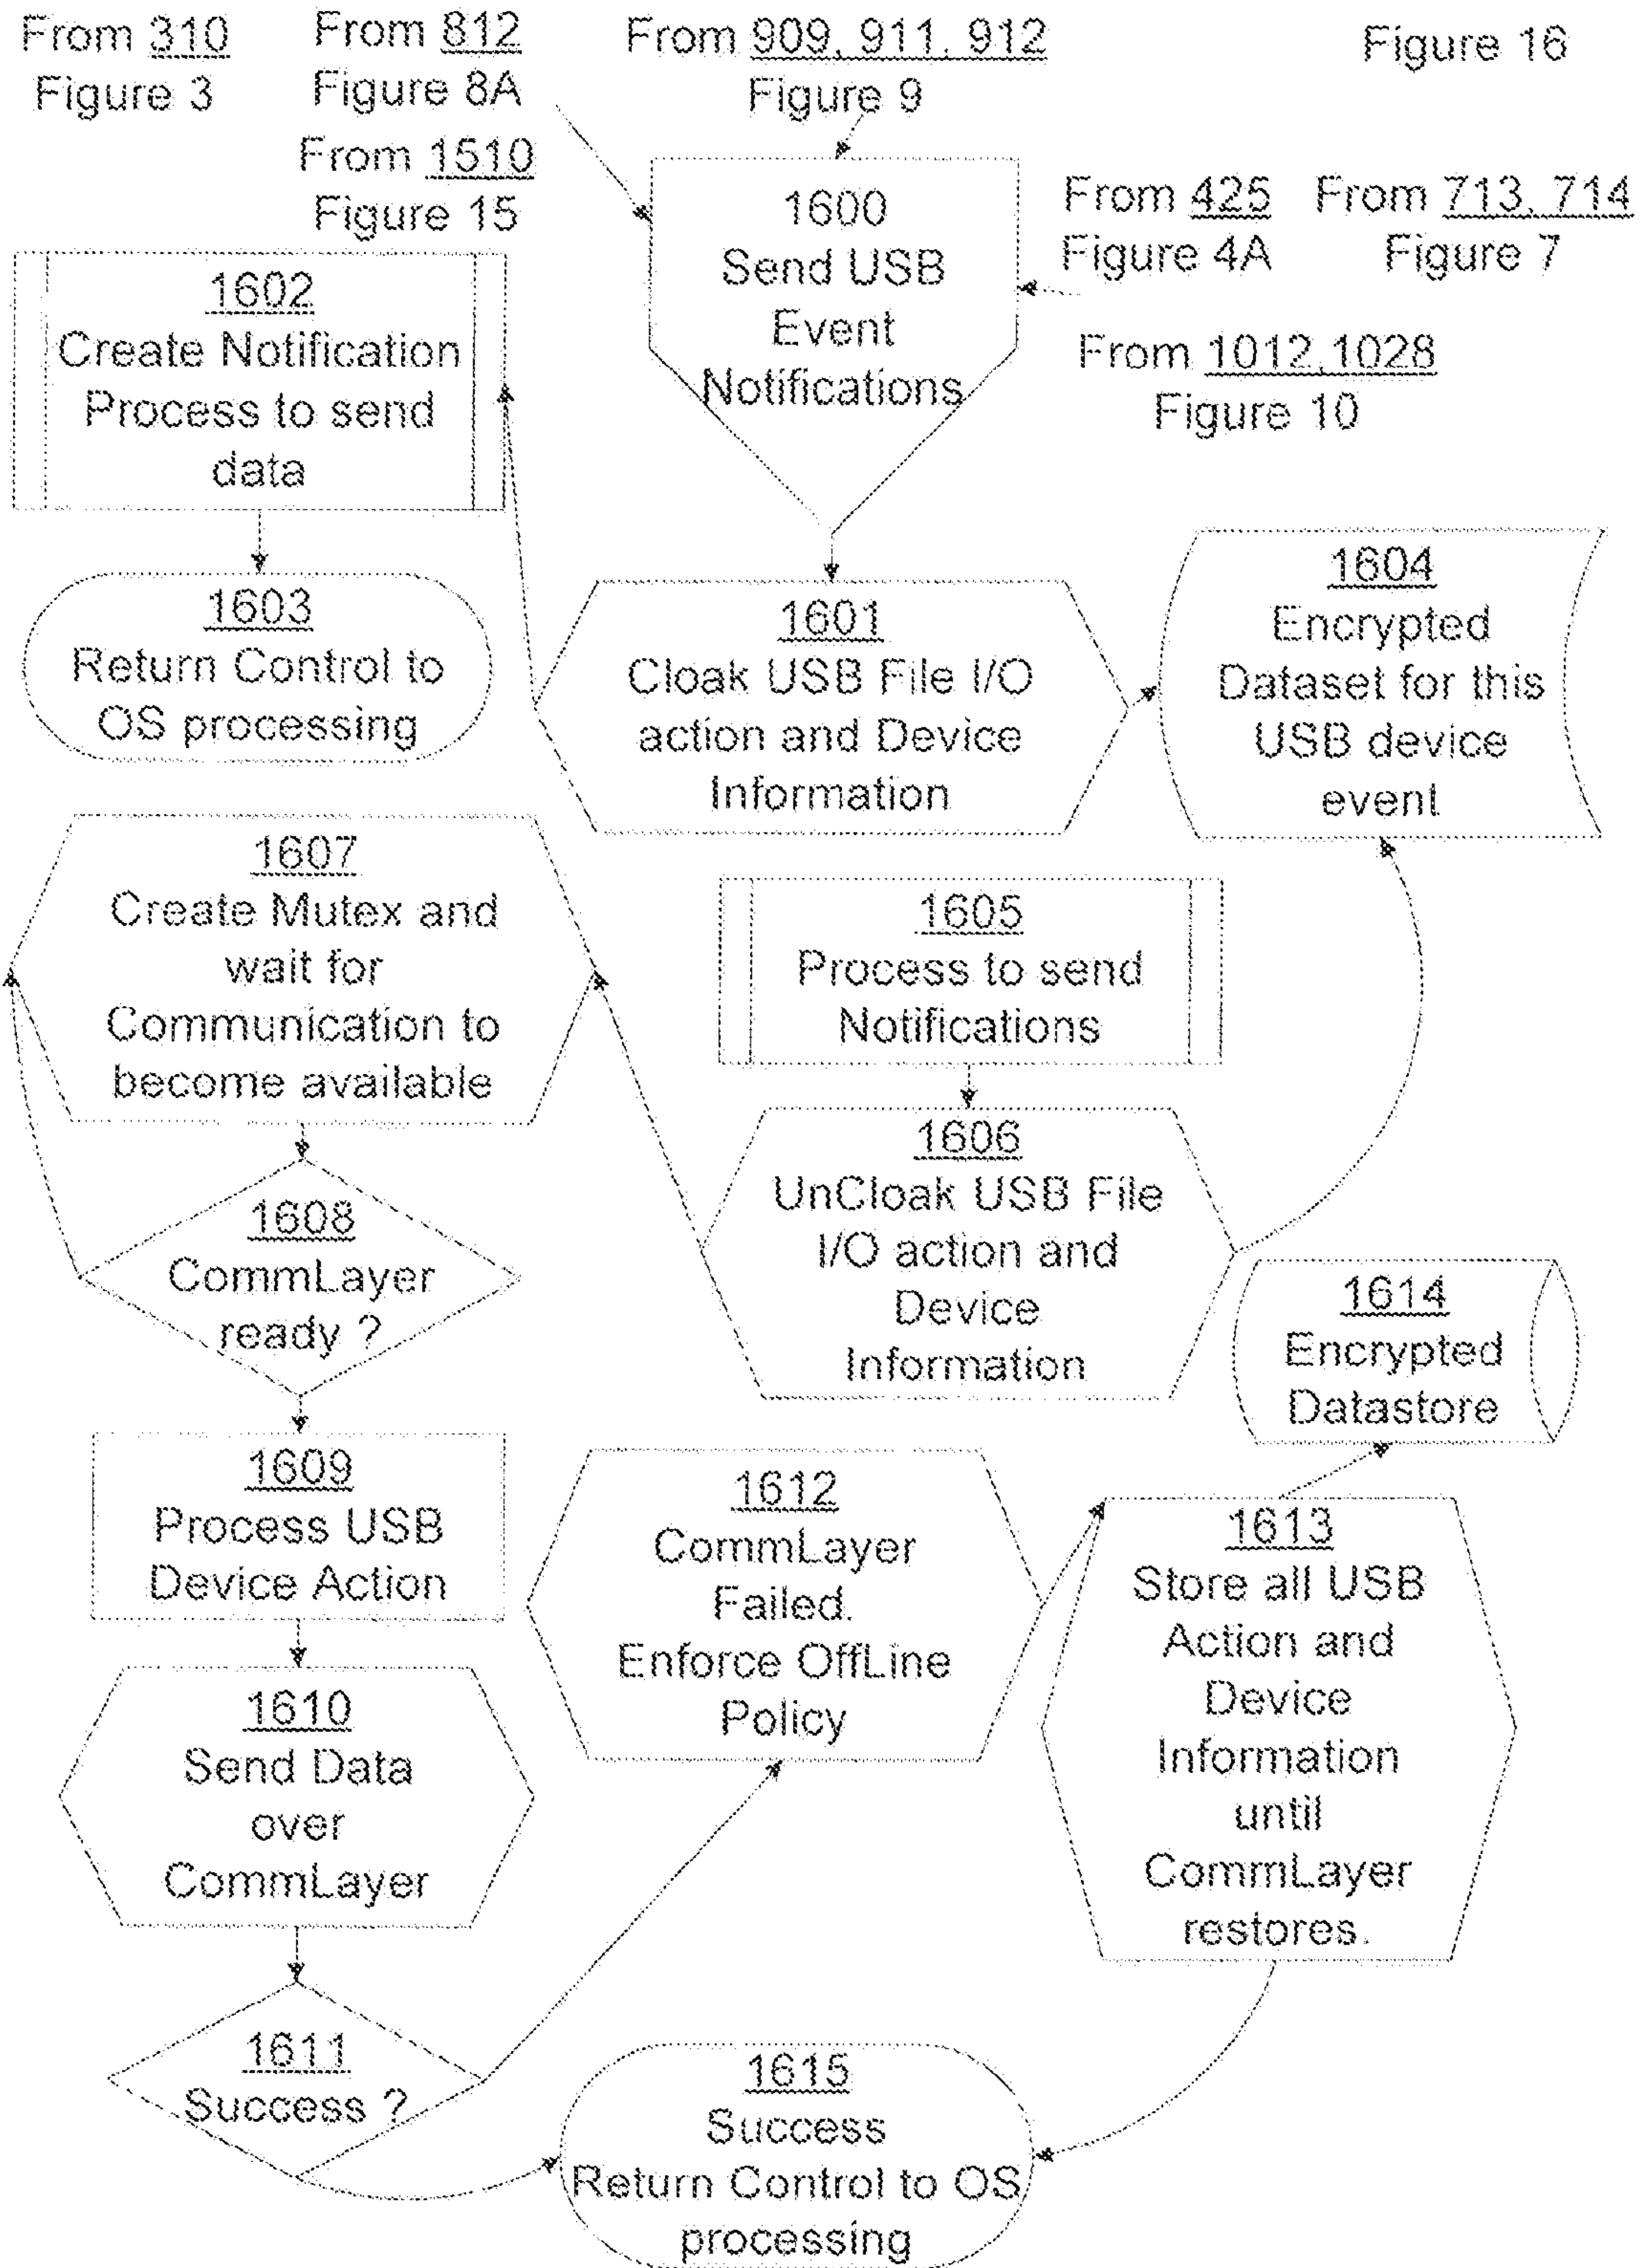 From 310
Figure 3
From 812
Figure 8A
From 1510
Figure 15
From 909, 911, 912
Figure 9
Figure 16
From 425
Figure 4A
From 713, 714
Figure 7
From 1012,1028
Figure 10
1600
Send USB
Event
Notifications
1602
Create Notification
Process to send
data
1603
Return Control to
OS processing
1601
Cloak USB File I/O
action and Device
Information
1604
Encrypted
Dataset for this
USB device
event
1607
Create Mutex and
wait for
Communication to
become available
1605
Process to send
Notifications
1606
UnCloak USB File
I/O action and
Device
Information
1608
CommLayer
ready ?
1614
Encrypted
Datastore
1609
Process USB
Device Action
1612
CommLayer
Failed.
Enforce OffLine
Policy
1613
Store all USB
Action and
Device
Information
until
CommLayer
restores.
1610
Send Data
over
CommLayer
1611
Success ?
1615
Success
Return Control to OS
processing